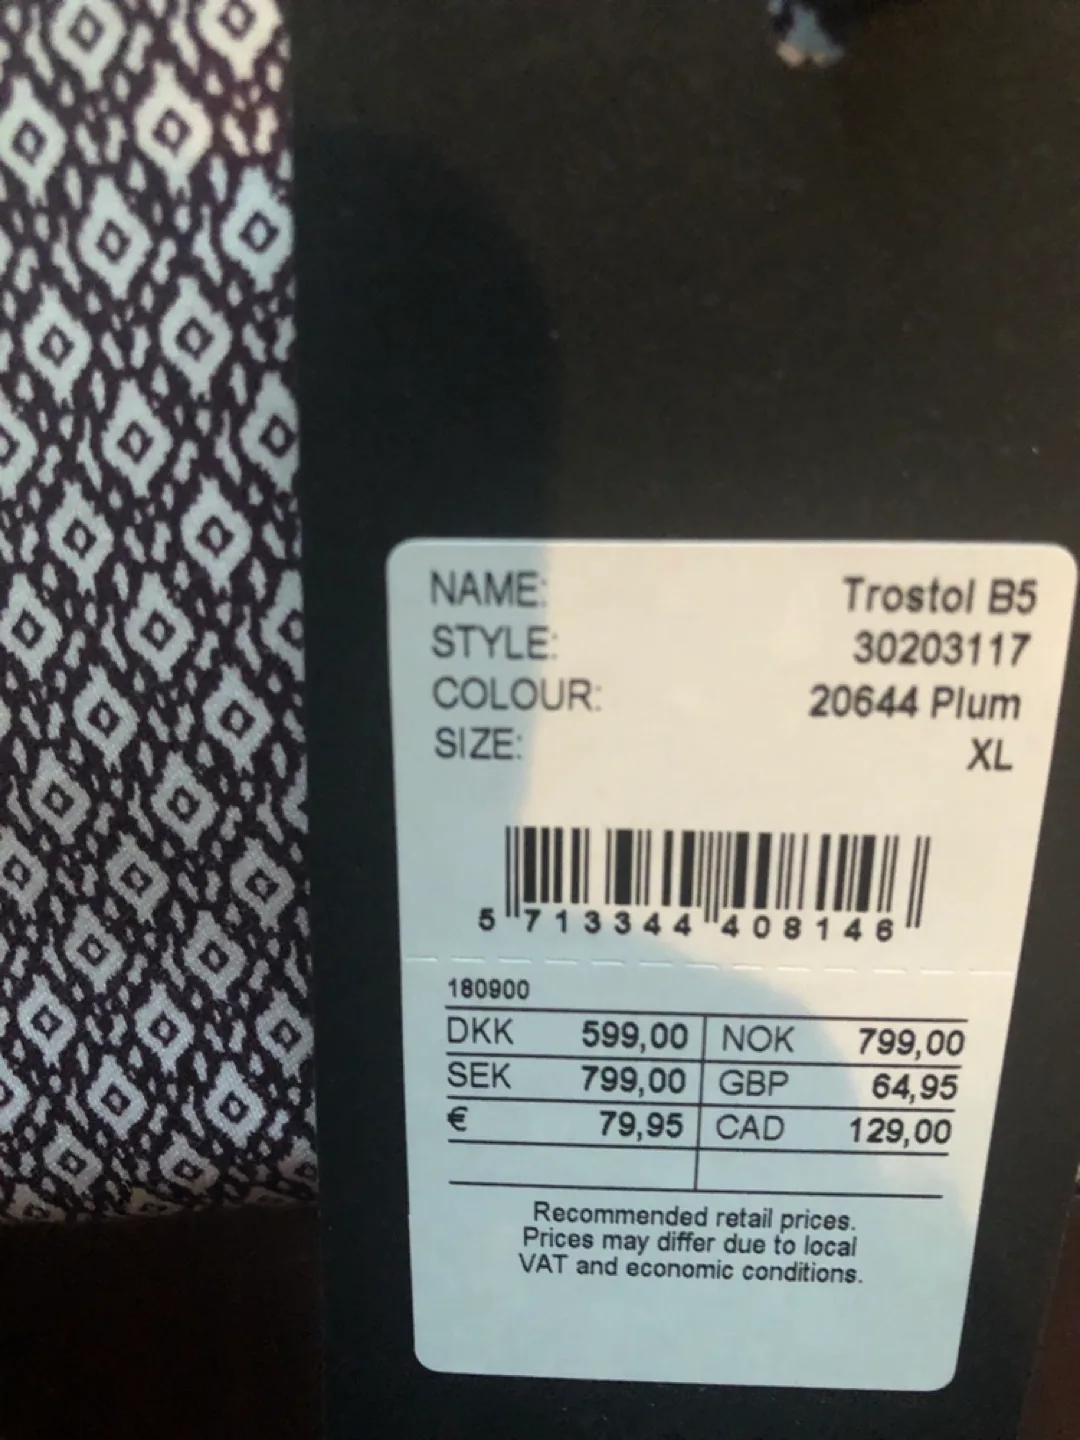 NAME: Trostol B5
STYLE: 30203117
COLOUR: 20644 Plum
SIZE: XL
5 713344 408146
180900
DKK 599,00 NOK 799,00
SEK 799,00 GBP 64,95
€ 79,95 CAD 129,00
Recommended retail prices.
Prices may differ due to local
VAT and economic conditions.